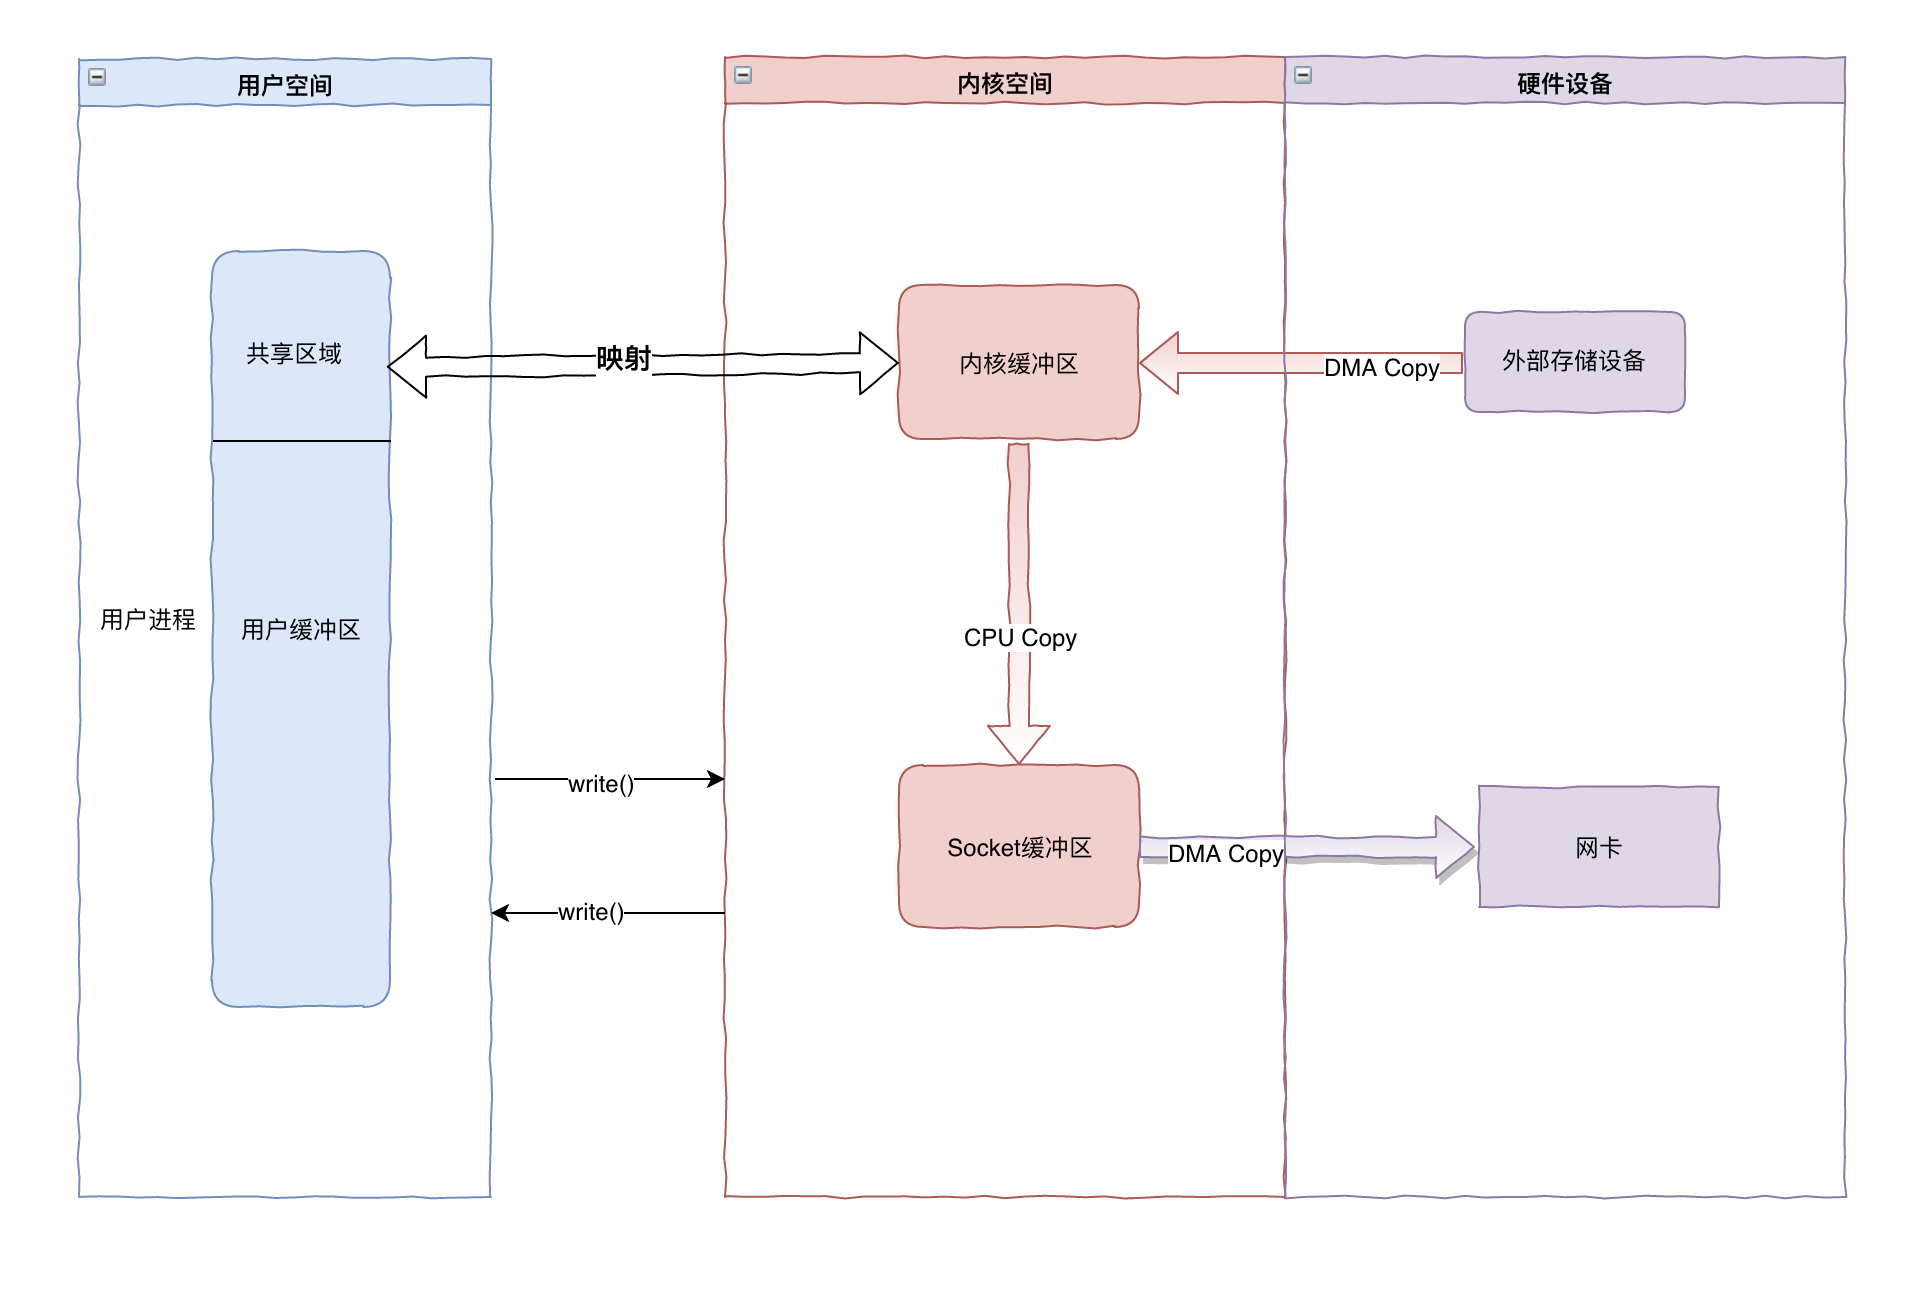 用户空间
内核空间
硬件设备
共享区域
映射
内核缓冲区
DMA Copy
外部存储设备
用户进程
用户缓冲区
CPU Copy
write()
Socket缓冲区
DMA Copy
网卡
write()